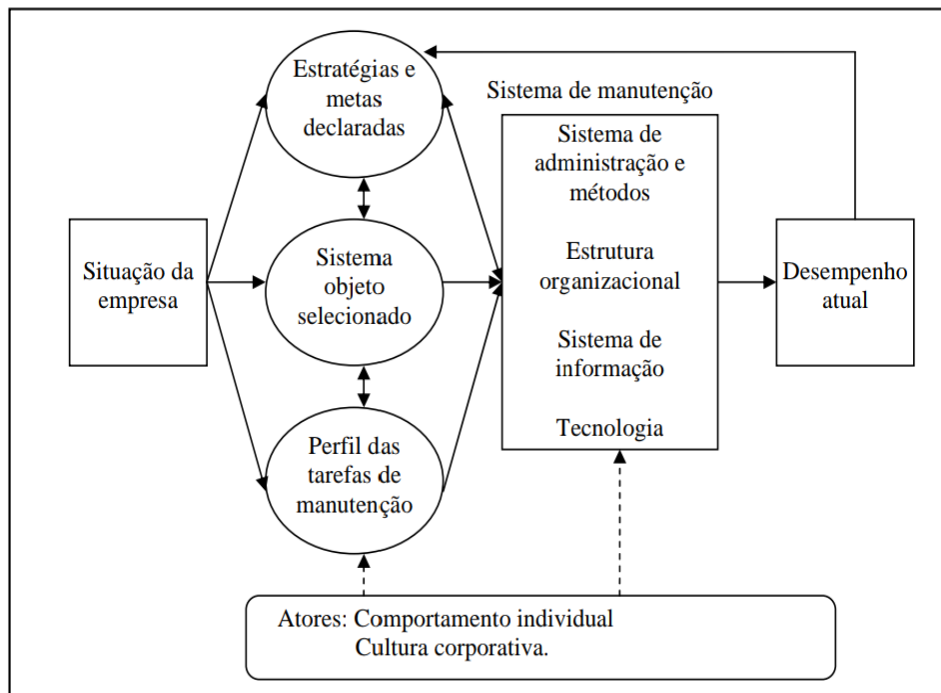 Estratégias e
metas
declaradas
Sistema de manutenção
Sistema de
administração e
métodos
Situação da
empresa
Sistema
objeto
selecionado
Estrutura
organizacional
Desempenho
atual
Sistema de
informação
Perfil das
tarefas de
manutenção
Tecnologia
Atores: Comportamento individual
Cultura corporativa.